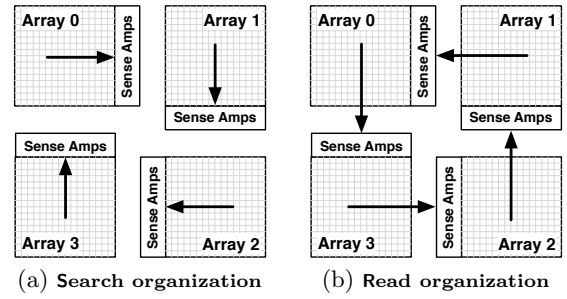 Array 0
Sense Amps
Array 1
Sense Amps
Sense Amps
Array 3
Sense Amps
Array 2
(a) Search organization
Array 0
Sense Amps
Array 1
Sense Amps
Sense Amps
Array 3
Sense Amps
Array 2
(b) Read organization